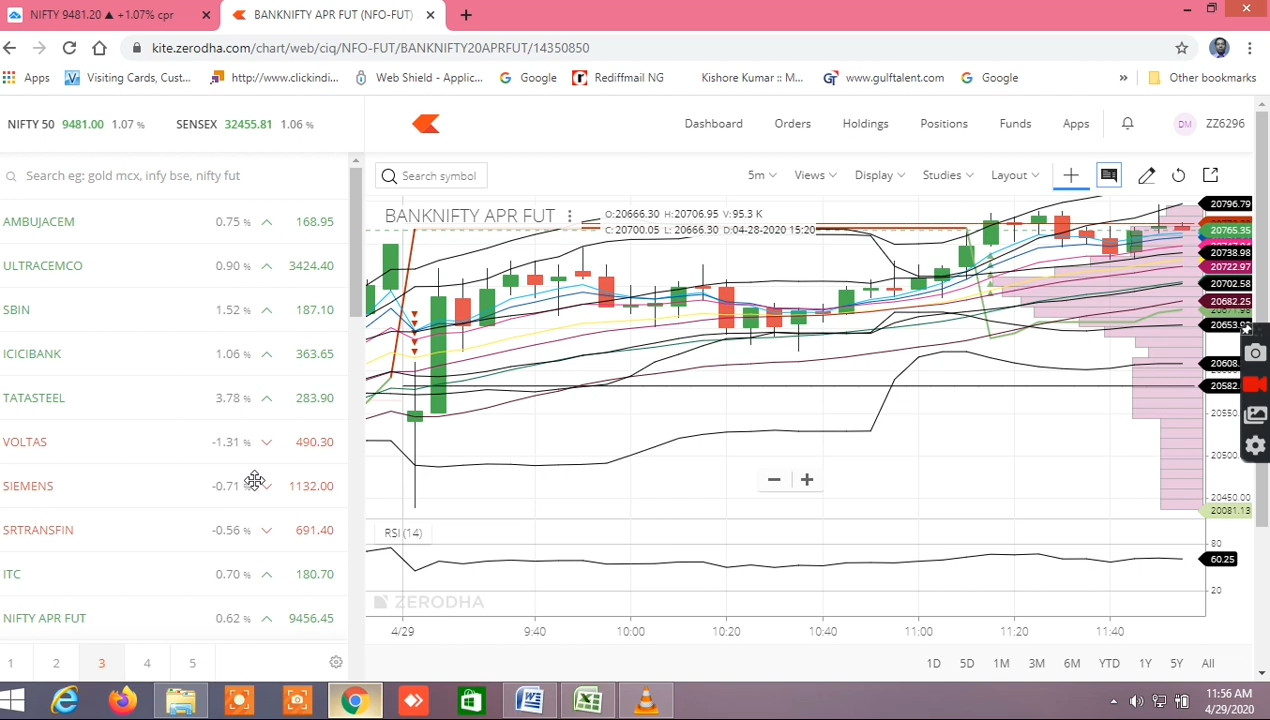 NIFTY 9481.20 ▲ +1.07% cpr
BANKNIFTY APR FUT (NFO-FUT)
kite.zerodha.com/chart/web/ciq/NFO-FUT/BANKNIFTY20APRFUT/14350850
Apps Visiting Cards, Cust... http://www.clickindi... Web Shield - Applic... Google Rediffmail NG Kishore Kumar :: M... www.gulftalent.com Google » Other bookmarks
NIFTY 50 9481.00 1.07 % SENSEX 32455.81 1.06 %
Dashboard Orders Holdings Positions Funds Apps DM ZZ6296
Search eg: gold mcx, infy bse, nifty fut
Search symbol 5m Views Display Studies Layout
AMBUJACEM 0.75 % 168.95
ULTRACEMCO 0.90 % 3424.40
SBIN 1.52 % 187.10
ICICIBANK 1.06 % 363.65
TATASTEEL 3.78 % 283.90
VOLTAS -1.31 % 490.30
SIEMENS -0.71 % 1132.00
SRTRANSFIN -0.56 % 691.40
ITC 0.70 % 180.70
NIFTY APR FUT 0.62 % 9456.45
1 2 3 4 5
BANKNIFTY APR FUT
O:20666.30 H:20706.95 V:95.3 K
C:20700.05 L:20666.30 D:04-28-2020 15:20
20796.79
20765.35
20738.98
20722.97
20702.58
20682.25
20608.
20582.
20550.
20500.
20450.00
20081.13
RSI (14)
80
60.25
20
ZERODHA
4/29 9:40 10:00 10:20 10:40 11:00 11:20 11:40
1D 5D 1M 3M 6M YTD 1Y 5Y All
11:56 AM
4/29/2020